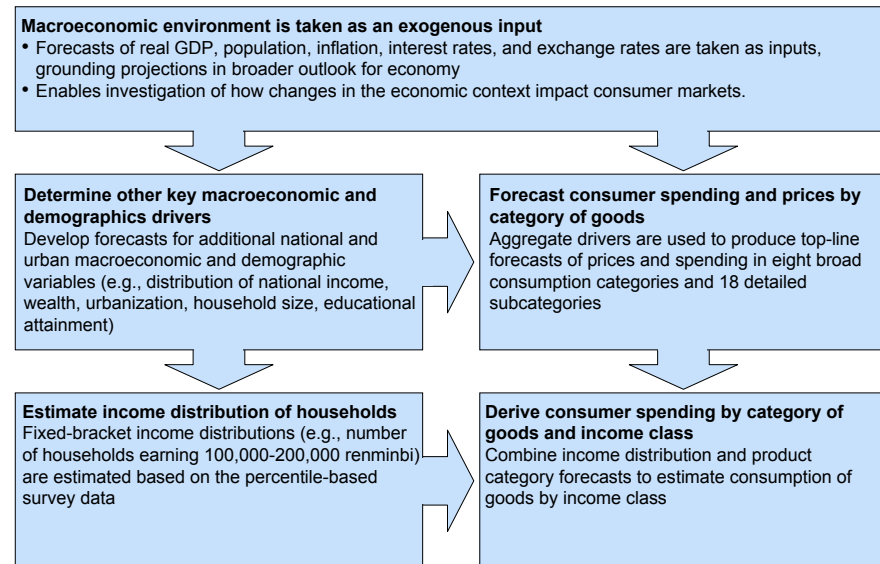 Macroeconomic environment is taken as an exogenous input
• Forecasts of real GDP, population, inflation, interest rates, and exchange rates are taken as inputs,
grounding projections in broader outlook for economy
• Enables investigation of how changes in the economic context impact consumer markets.
Determine other key macroeconomic and
demographics drivers
Develop forecasts for additional national and
urban macroeconomic and demographic
variables (e.g., distribution of national income,
wealth, urbanization, household size, educational
attainment)
Forecast consumer spending and prices by
category of goods
Aggregate drivers are used to produce top-line
forecasts of prices and spending in eight broad
consumption categories and 18 detailed
subcategories
Estimate income distribution of households
Fixed-bracket income distributions (e.g., number
of households earning 100,000-200,000 renminbi)
are estimated based on the percentile-based
survey data
Derive consumer spending by category of
goods and income class
Combine income distribution and product
category forecasts to estimate consumption of
goods by income class